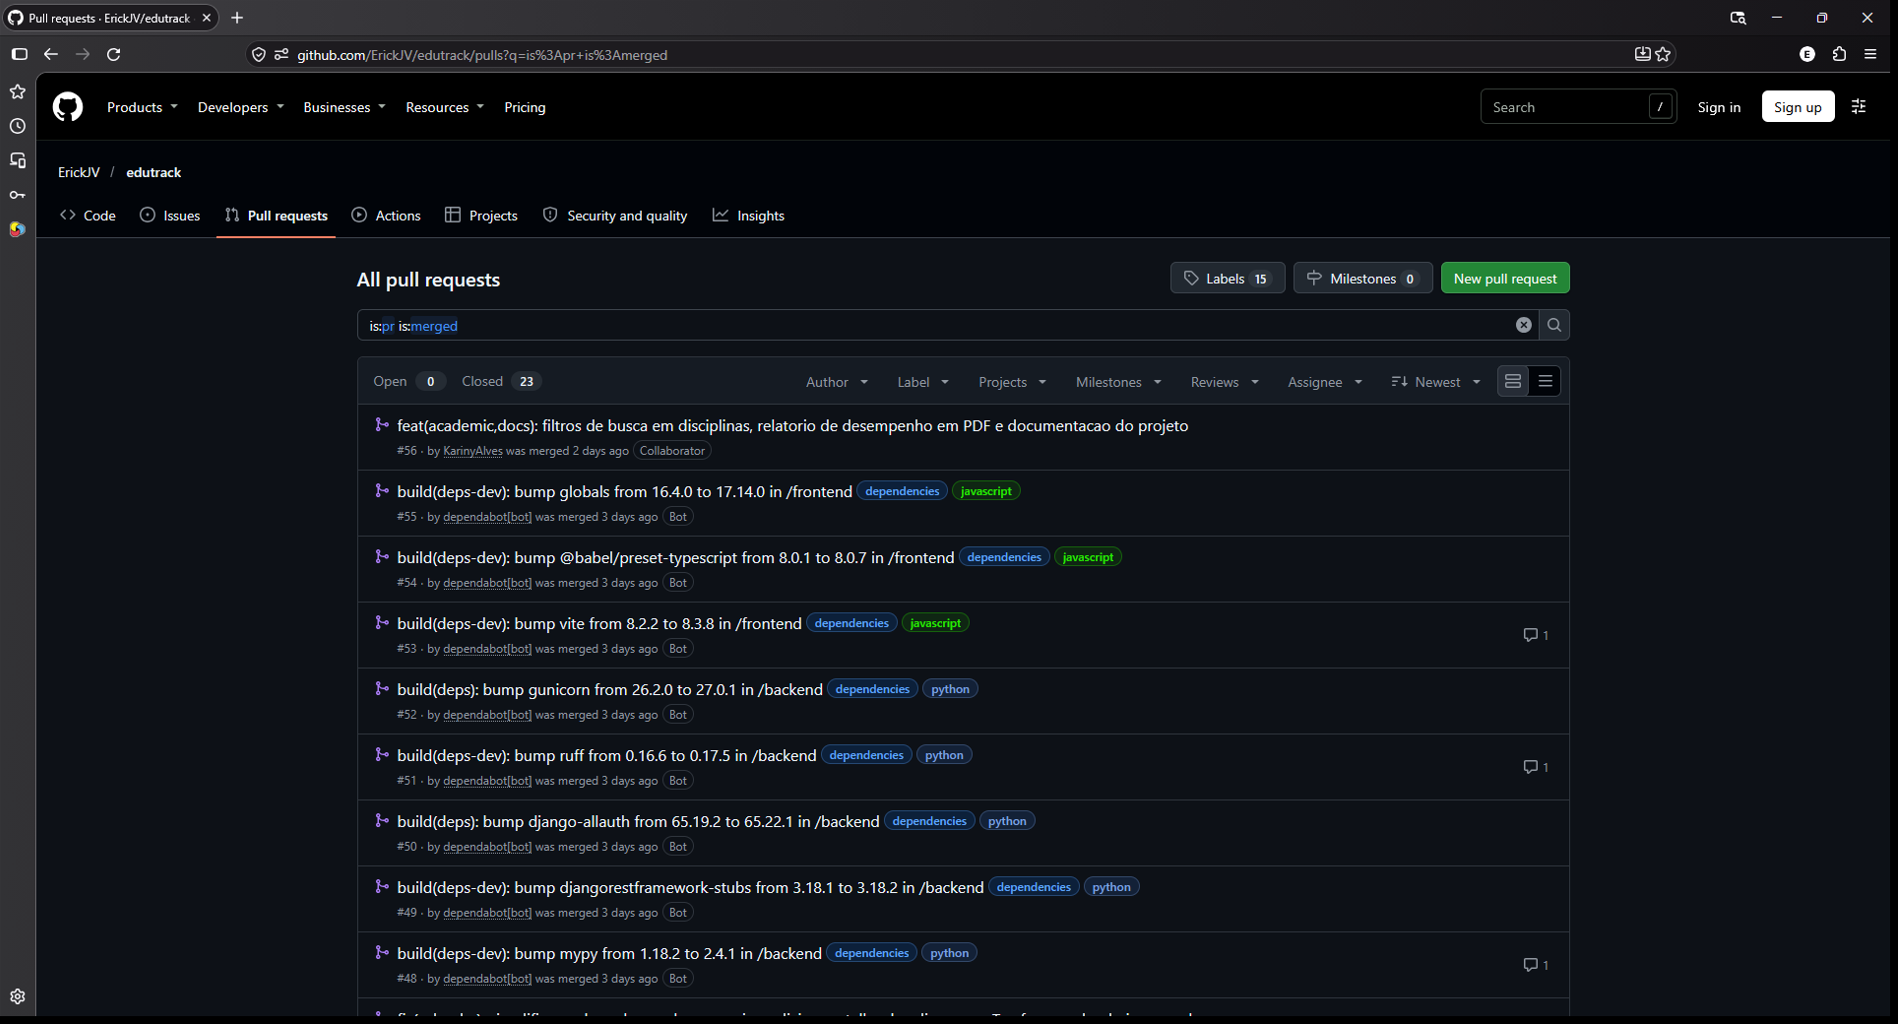 Pull requests · ErickJV/edutrack
github.com/ErickJV/edutrack/pulls?q=is%3Apr+is%3Amerged
E
Products Developers Businesses Resources Pricing
Search / Sign in Sign up
ErickJV / edutrack
Code Issues Pull requests Actions Projects Security and quality Insights
All pull requests
Labels 15 Milestones 0 New pull request
is:pr is:merged
Open 0 Closed 23 Author Label Projects Milestones Reviews Assignee Newest
feat(academic,docs): filtros de busca em disciplinas, relatorio de desempenho em PDF e documentacao do projeto
#56 · by KarinyAlves was merged 2 days ago Collaborator
build(deps-dev): bump globals from 16.4.0 to 17.14.0 in /frontend dependencies javascript
#55 · by dependabot[bot] was merged 3 days ago Bot
build(deps-dev): bump @babel/preset-typescript from 8.0.1 to 8.0.7 in /frontend dependencies javascript
#54 · by dependabot[bot] was merged 3 days ago Bot
build(deps-dev): bump vite from 8.2.2 to 8.3.8 in /frontend dependencies javascript
#53 · by dependabot[bot] was merged 3 days ago Bot
1
build(deps): bump gunicorn from 26.2.0 to 27.0.1 in /backend dependencies python
#52 · by dependabot[bot] was merged 3 days ago Bot
build(deps-dev): bump ruff from 0.16.6 to 0.17.5 in /backend dependencies python
#51 · by dependabot[bot] was merged 3 days ago Bot
1
build(deps): bump django-allauth from 65.19.2 to 65.22.1 in /backend dependencies python
#50 · by dependabot[bot] was merged 3 days ago Bot
build(deps-dev): bump djangorestframework-stubs from 3.18.1 to 3.18.2 in /backend dependencies python
#49 · by dependabot[bot] was merged 3 days ago Bot
build(deps-dev): bump mypy from 1.18.2 to 2.4.1 in /backend dependencies python
#48 · by dependabot[bot] was merged 3 days ago Bot
1